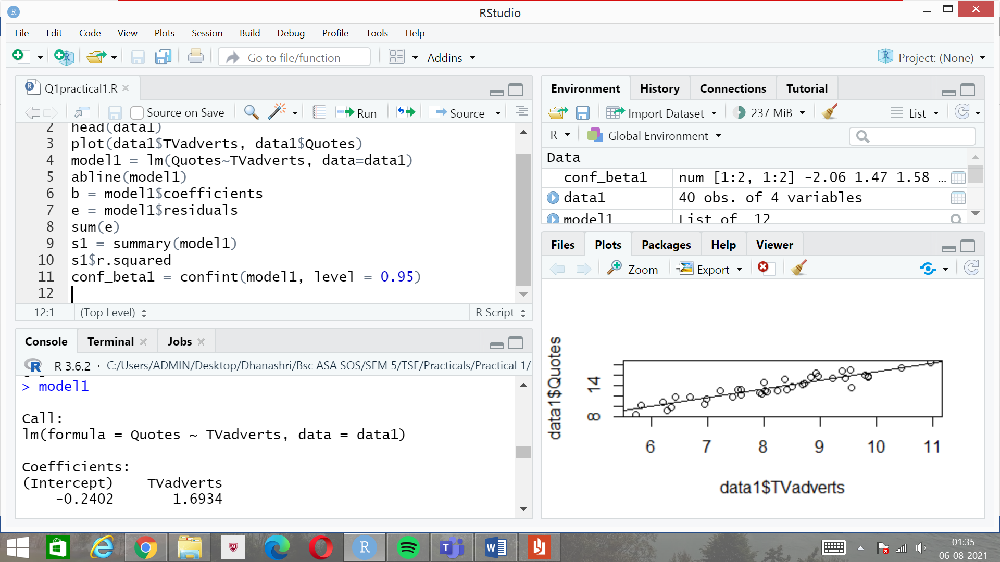 RStudio
File Edit Code View Plots Session Build Debug Profile Tools Help
Go to file/function
Addins
Project: (None)
Q1practical1.R
Source on Save
Run
Source
2 head(data1)
3 plot(data1$TVadverts, data1$Quotes)
4 model1 = lm(Quotes~TVadverts, data=data1)
5 abline(model1)
6 b = model1$coefficients
7 e = model1$residuals
8 sum(e)
9 s1 = summary(model1)
10 s1$r.squared
11 conf_beta1 = confint(model1, level = 0.95)
12
12:1 (Top Level) R Script
Console Terminal Jobs
R 3.6.2 · C:/Users/ADMIN/Desktop/Dhanashri/Bsc ASA SOS/SEM 5/TSF/Practicals/Practical 1/
> model1
Call:
lm(formula = Quotes ~ TVadverts, data = data1)
Coefficients:
(Intercept) TVadverts
-0.2402 1.6934
Environment History Connections Tutorial
Import Dataset 237 MiB List
R Global Environment
Data
conf_beta1 num [1:2, 1:2] -2.06 1.47 1.58 ...
data1 40 obs. of 4 variables
model1 List of 12
Files Plots Packages Help Viewer
Zoom Export
data1$Quotes
14
8
6 7 8 9 10 11
data1$TVadverts
01:35
06-08-2021